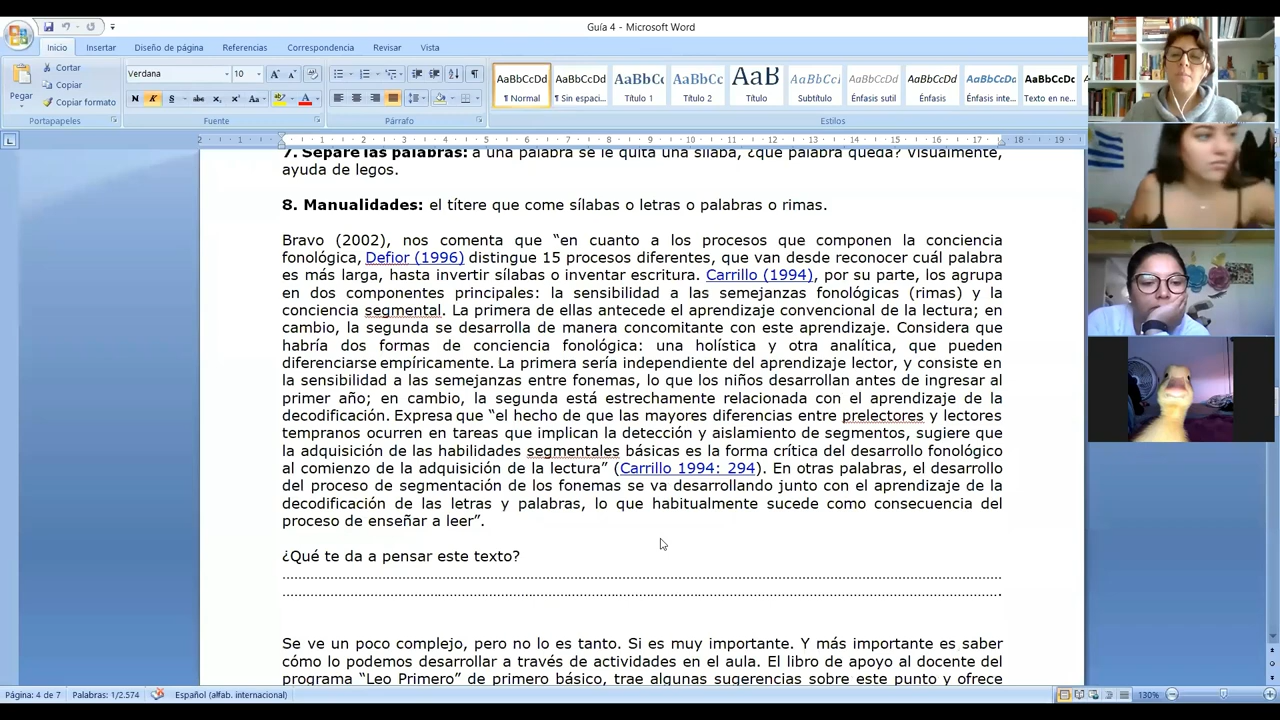 Guía 4 - Microsoft Word
Inicio Insertar Diseño de página Referencias Correspondencia Revisar Vista
Pegar
Cortar
Copiar
Copiar formato
Portapapeles
Verdana 10
Fuente
Párrafo
AaBbCcDd AaBbCcDd AaBbC AaBbCc AaB AaBbCcl AaBbCcDd AaBbCcDd AaBbCcDd AaBbCcDd
¶ Normal ¶ Sin espaci... Título 1 Título 2 Título Subtítulo Énfasis sutil Énfasis Énfasis inte... Texto en ne...
Estilos
7. Separe las palabras: a una palabra se le quita una sílaba, ¿qué palabra queda? Visualmente,
ayuda de legos.
8. Manualidades: el títere que come sílabas o letras o palabras o rimas.
Bravo (2002), nos comenta que “en cuanto a los procesos que componen la conciencia
fonológica, Defior (1996) distingue 15 procesos diferentes, que van desde reconocer cuál palabra
es más larga, hasta invertir sílabas o inventar escritura. Carrillo (1994), por su parte, los agrupa
en dos componentes principales: la sensibilidad a las semejanzas fonológicas (rimas) y la
conciencia segmental. La primera de ellas antecede el aprendizaje convencional de la lectura; en
cambio, la segunda se desarrolla de manera concomitante con este aprendizaje. Considera que
habría dos formas de conciencia fonológica: una holística y otra analítica, que pueden
diferenciarse empíricamente. La primera sería independiente del aprendizaje lector, y consiste en
la sensibilidad a las semejanzas entre fonemas, lo que los niños desarrollan antes de ingresar al
primer año; en cambio, la segunda está estrechamente relacionada con el aprendizaje de la
decodificación. Expresa que “el hecho de que las mayores diferencias entre prelectores y lectores
tempranos ocurren en tareas que implican la detección y aislamiento de segmentos, sugiere que
la adquisición de las habilidades segmentales básicas es la forma crítica del desarrollo fonológico
al comienzo de la adquisición de la lectura” (Carrillo 1994: 294). En otras palabras, el desarrollo
del proceso de segmentación de los fonemas se va desarrollando junto con el aprendizaje de la
decodificación de las letras y palabras, lo que habitualmente sucede como consecuencia del
proceso de enseñar a leer”.
¿Qué te da a pensar este texto?
Se ve un poco complejo, pero no lo es tanto. Si es muy importante. Y más importante es saber
cómo lo podemos desarrollar a través de actividades en el aula. El libro de apoyo al docente del
programa “Leo Primero” de primero básico, trae algunas sugerencias sobre este punto y ofrece
Página: 4 de 7 Palabras: 1/2.574 Español (alfab. internacional) 130%